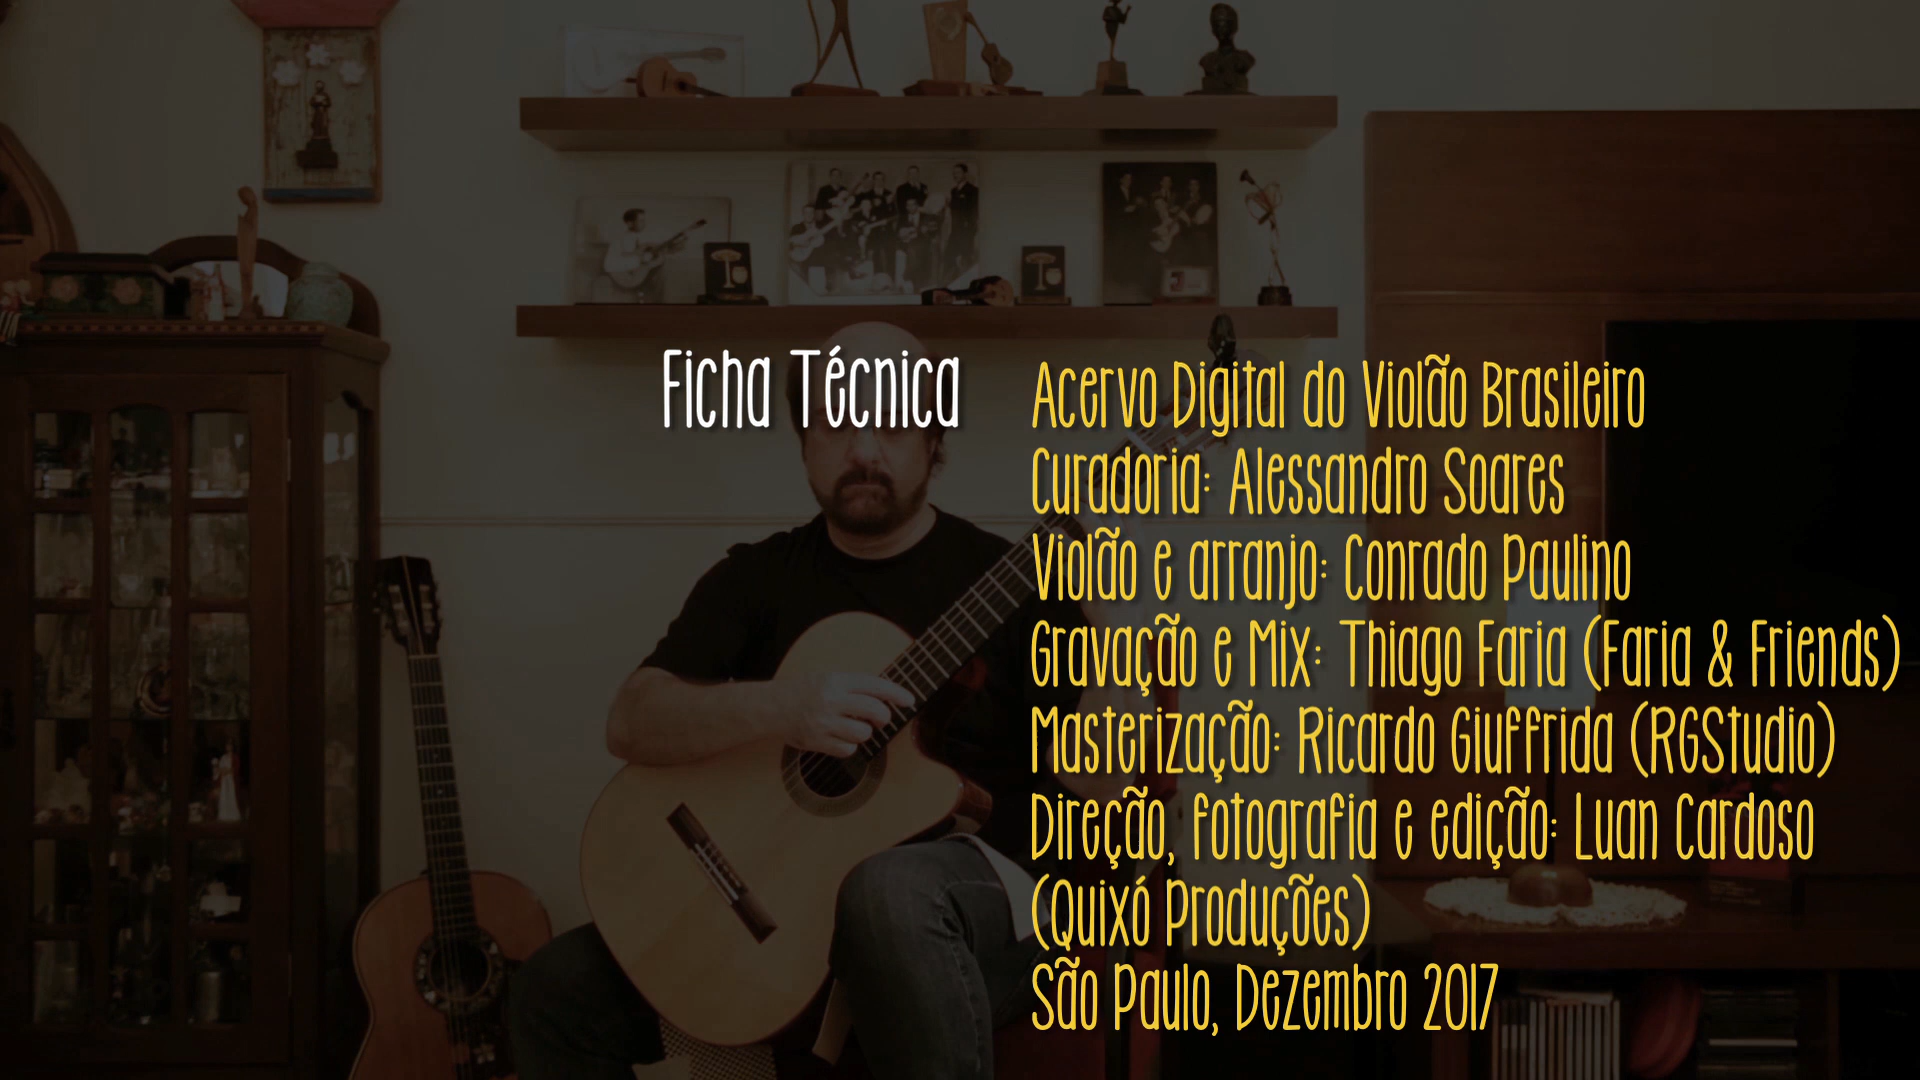 Ficha Técnica
Acervo Digital do Violão Brasileiro
Curadoria: Alessandro Soares
Violão e arranjo: Conrado Paulino
Gravação e Mix: Thiago Faria (Faria & Friends)
Masterização: Ricardo Giuffrida (RGStudio)
Direção, fotografia e edição: Luan Cardoso
(Quixó Produções)
São Paulo, Dezembro 2017